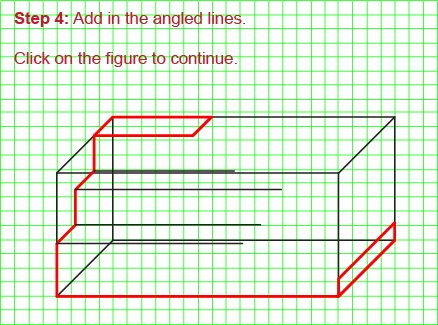 Step 4: Add in the angled lines.
Click on the figure to continue.